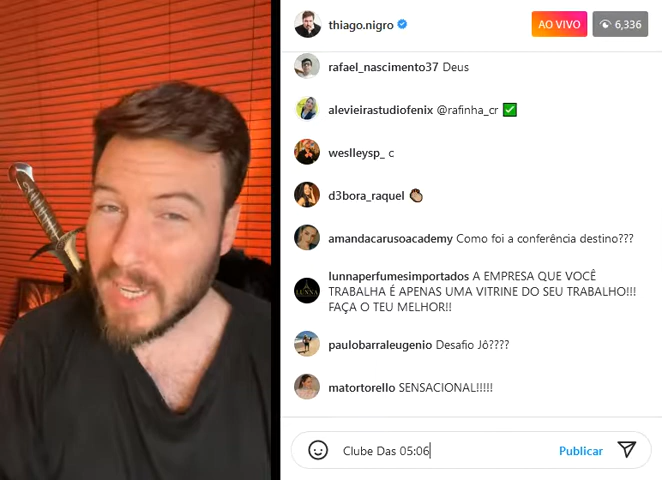 thiago.nigro
AO VIVO
6,336
rafael_nascimento37 Deus
alevieirastudiofenix @rafinha_cr
weslleysp_ c
d3bora_raquel
amandacarusoacademy Como foi a conferência destino???
lunnaperfumesimportados A EMPRESA QUE VOCÊ
TRABALHA É APENAS UMA VITRINE DO SEU TRABALHO!!!
FAÇA O TEU MELHOR!!
paulobarraleugenio Desafio Jô????
matortorello SENSACIONAL!!!!!
Clube Das 05:06
Publicar